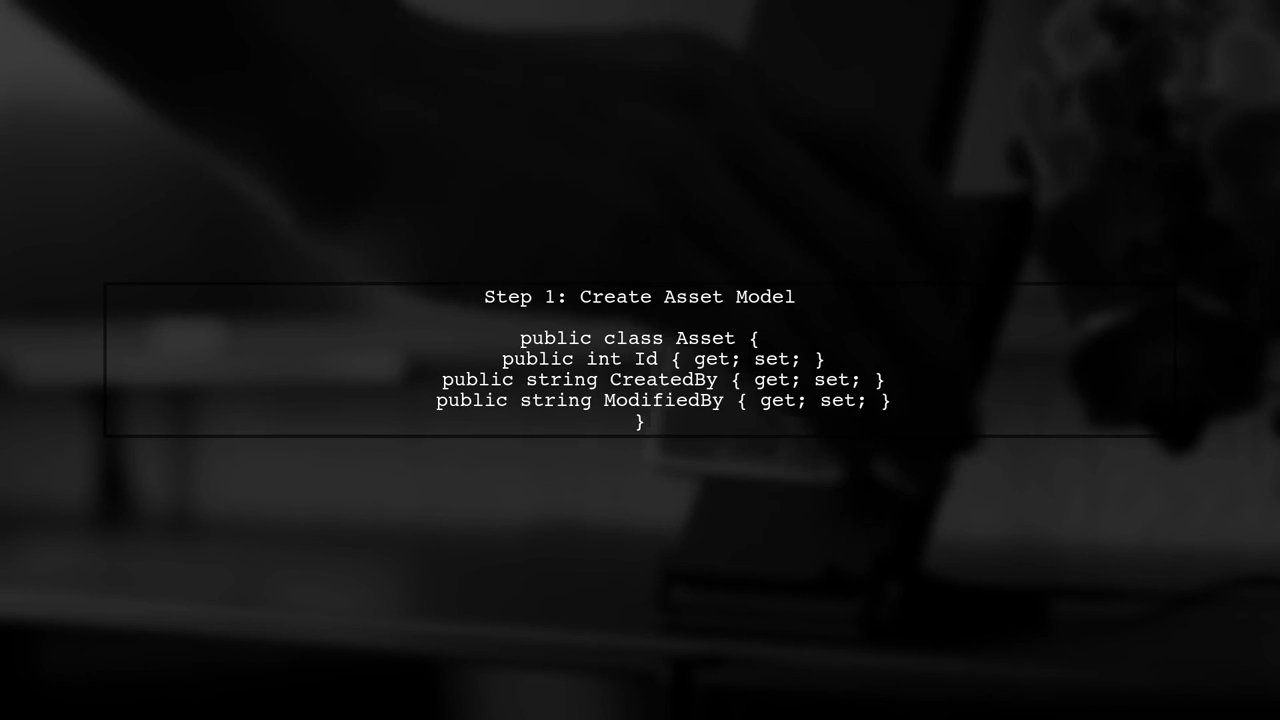 Step 1: Create Asset Model
public class Asset {
public int Id { get; set; }
public string CreatedBy { get; set; }
public string ModifiedBy { get; set; }
}